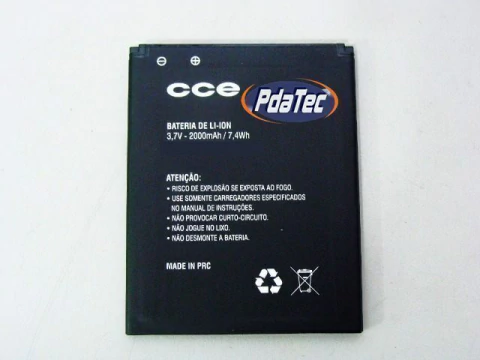 cce
PdaTec
BATERIA DE LI-ION
3,7V - 2000mAh / 7,4Wh
ATENÇÃO:
• RISCO DE EXPLOSÃO SE EXPOSTA AO FOGO.
• USE SOMENTE CARREGADORES ESPECIFICADOS
NO MANUAL DE INSTRUÇÕES.
• NÃO PROVOCAR CURTO-CIRCUITO.
• NÃO JOGUE NO LIXO.
• NÃO DESMONTE A BATERIA.
MADE IN PRC